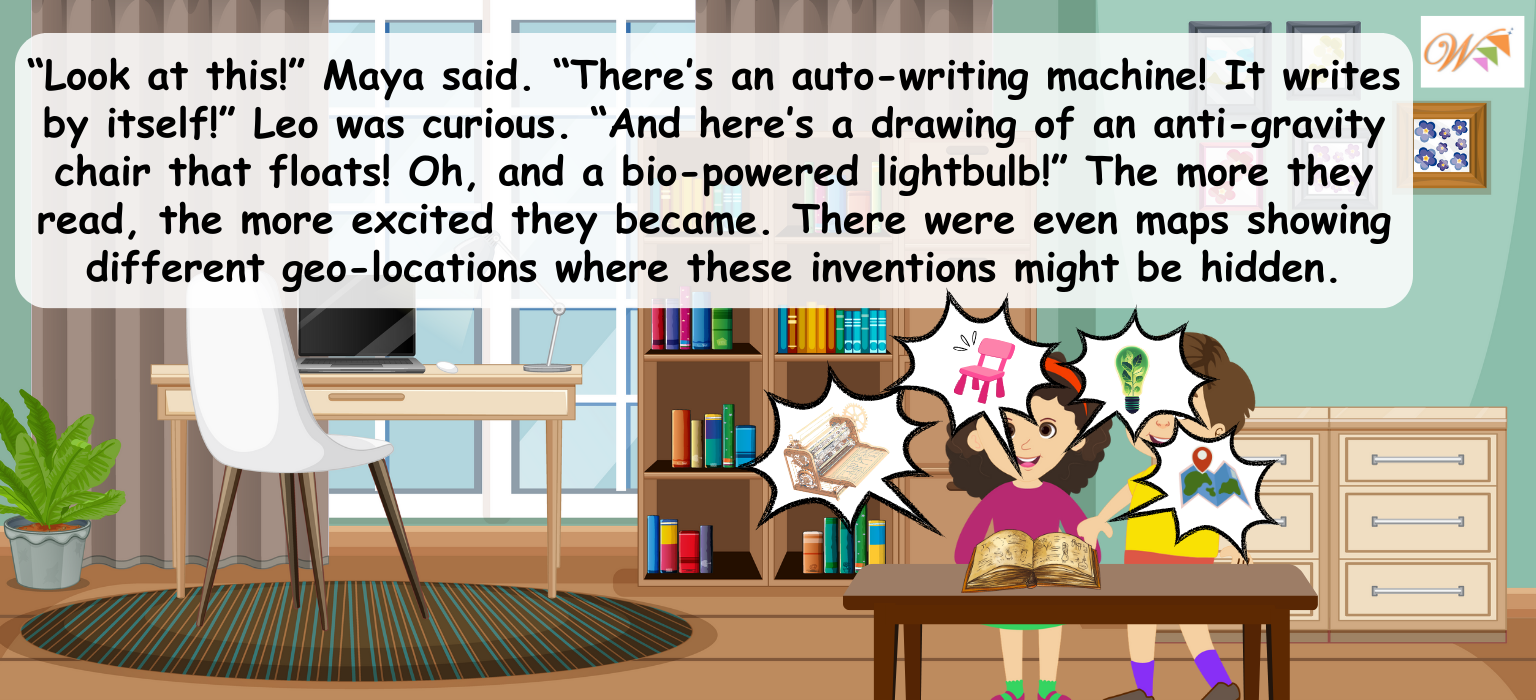 “Look at this!” Maya said. “There’s an auto-writing machine! It writes
by itself!” Leo was curious. “And here’s a drawing of an anti-gravity
chair that floats! Oh, and a bio-powered lightbulb!” The more they
read, the more excited they became. There were even maps showing
different geo-locations where these inventions might be hidden.
W